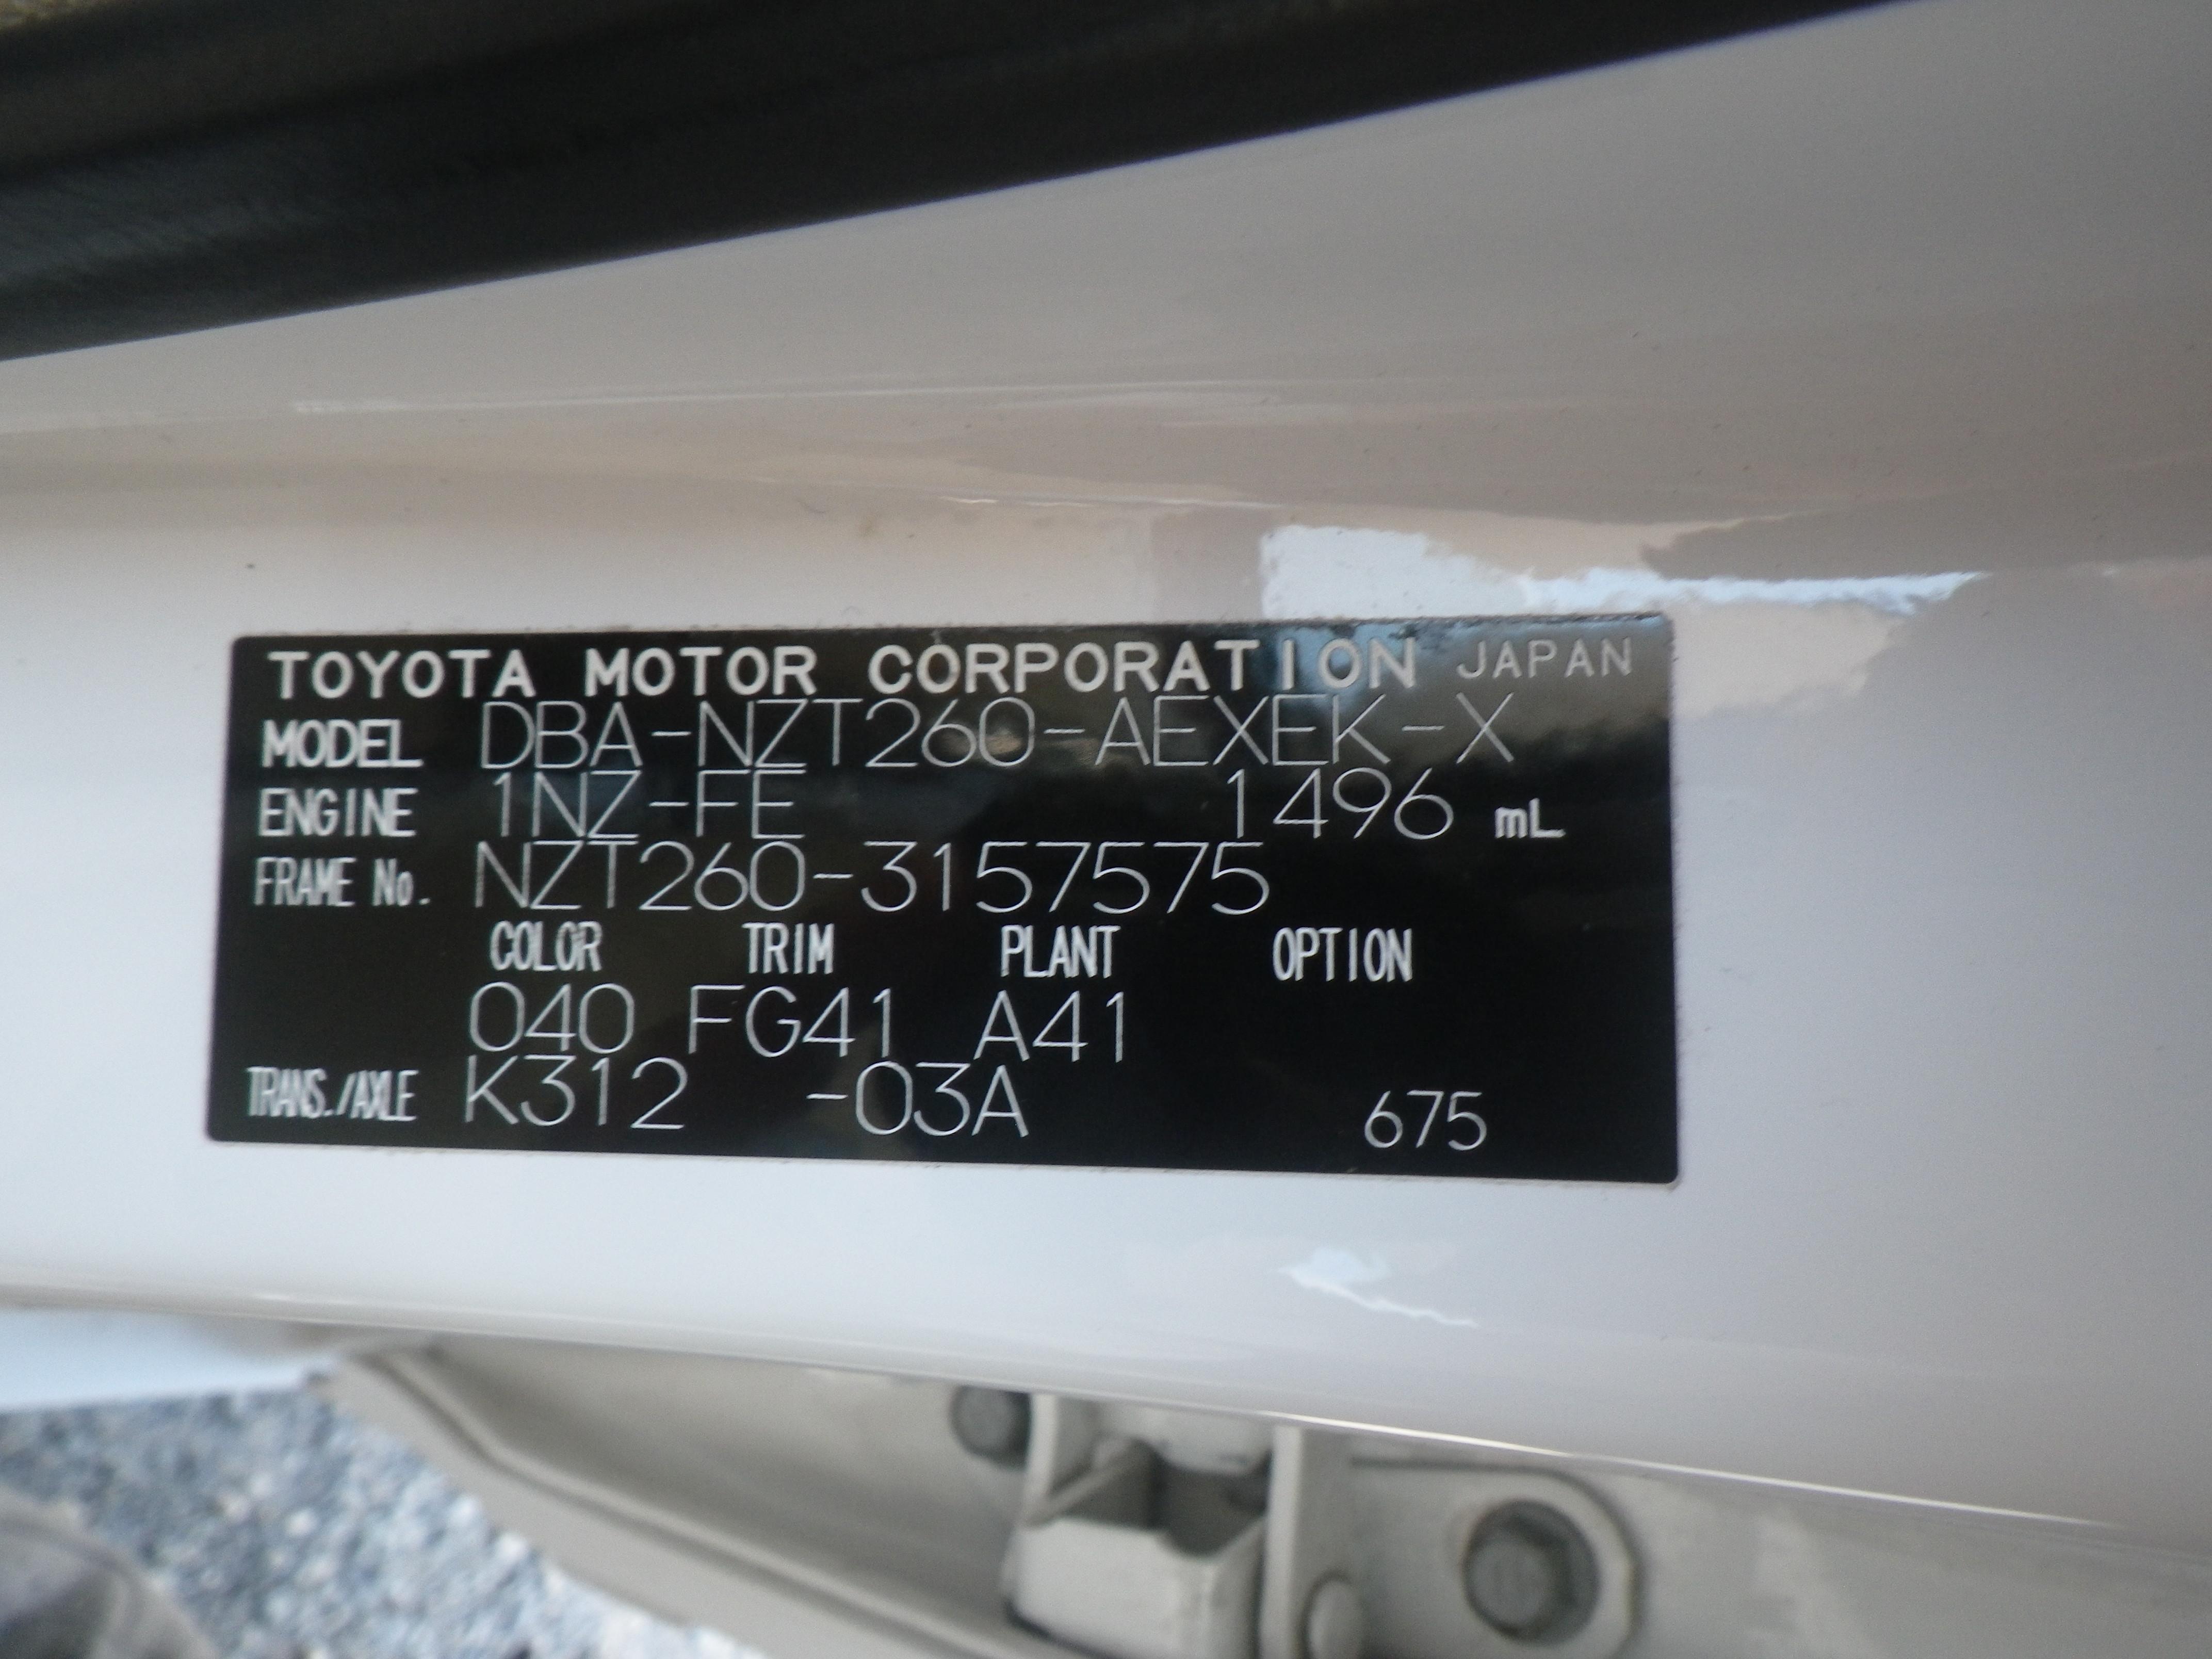 TOYOTA MOTOR CORPORATION JAPAN
MODEL DBA-NZT260-AEXEK-X
ENGINE 1NZ-FE 1496 mL
FRAME No. NZT260-3157575
COLOR TRIM PLANT OPTION
040 FG41 A41
TRANS./AXLE K312 -03A 675